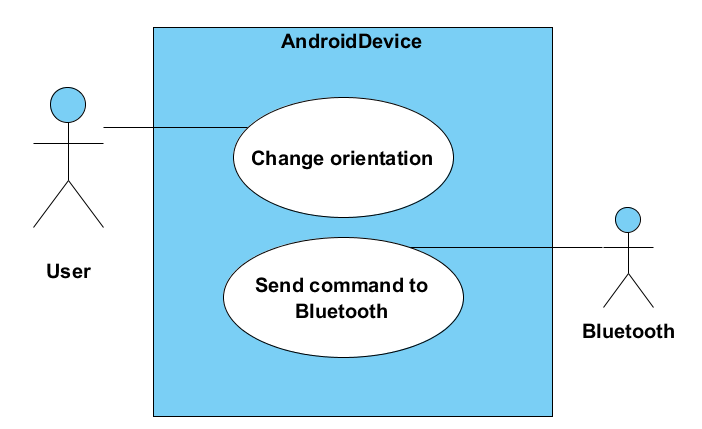 AndroidDevice
Change orientation
User
Send command to
Bluetooth
Bluetooth